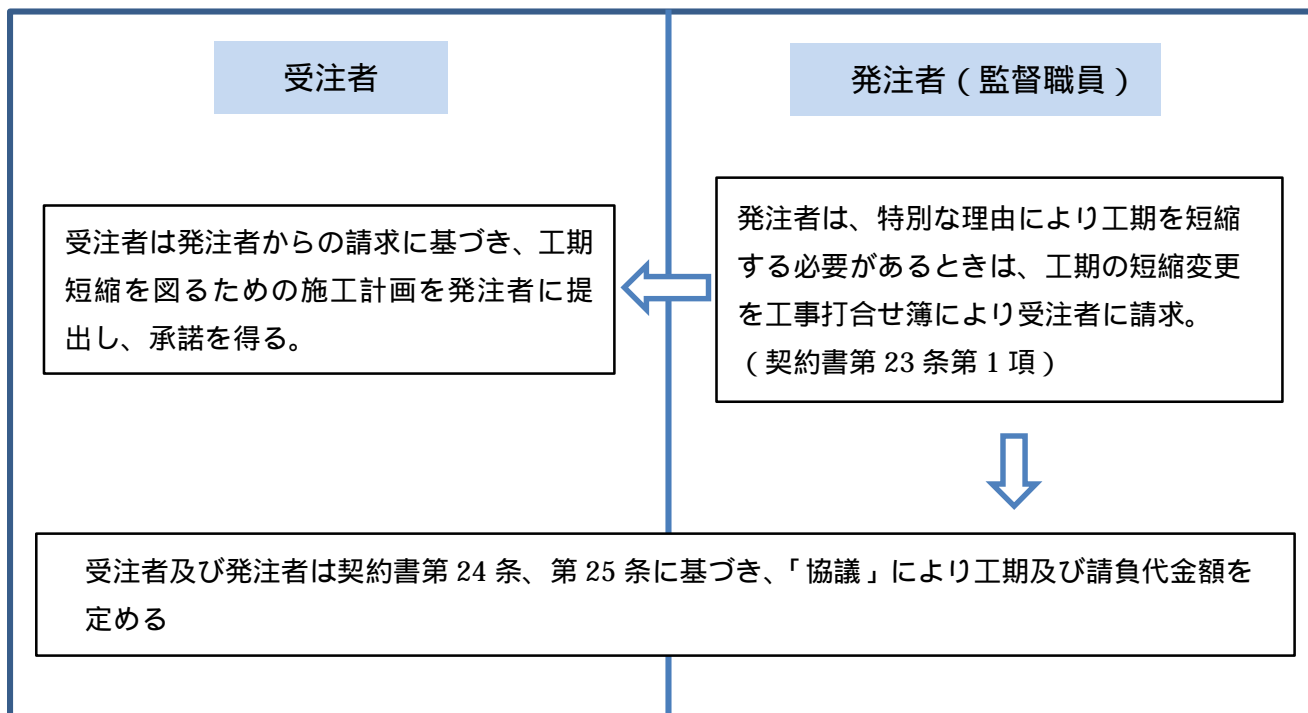 受注者
発注者（監督職員）
受注者は発注者からの請求に基づき、工期
短縮を図るための施工計画を発注者に提
出し、承諾を得る。
発注者は、特別な理由により工期を短縮
する必要があるときは、工期の短縮変更
を工事打合せ簿により受注者に請求。
（契約書第 23 条第 1 項）
受注者及び発注者は契約書第 24 条、第 25 条に基づき、「協議」により工期及び請負代金額を
定める